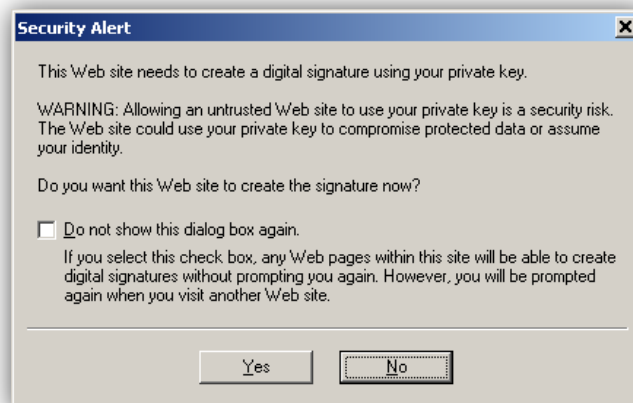 Security Alert
This Web site needs to create a digital signature using your private key.
WARNING: Allowing an untrusted Web site to use your private key is a security risk.
The Web site could use your private key to compromise protected data or assume
your identity.
Do you want this Web site to create the signature now?
Do not show this dialog box again.
If you select this check box, any Web pages within this site will be able to create
digital signatures without prompting you again. However, you will be prompted
again when you visit another Web site.
Yes No